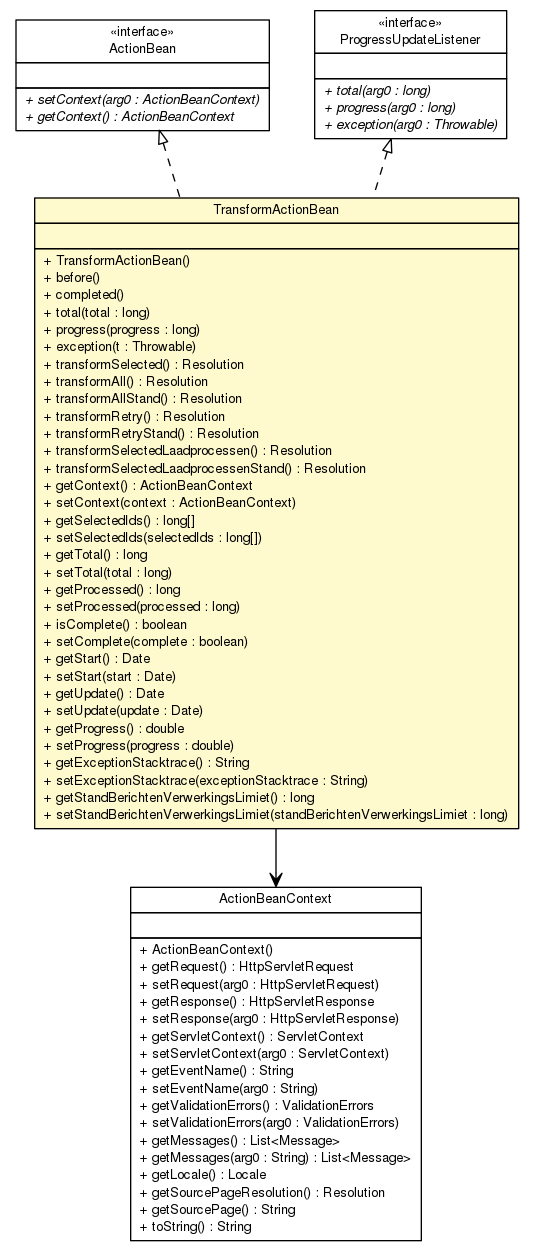 «interface»
ActionBean
+ setContext(arg0 : ActionBeanContext)
+ getContext() : ActionBeanContext
«interface»
ProgressUpdateListener
+ total(arg0 : long)
+ progress(arg0 : long)
+ exception(arg0 : Throwable)
TransformActionBean
+ TransformActionBean()
+ before()
+ completed()
+ total(total : long)
+ progress(progress : long)
+ exception(t : Throwable)
+ transformSelected() : Resolution
+ transformAll() : Resolution
+ transformAllStand() : Resolution
+ transformRetry() : Resolution
+ transformRetryStand() : Resolution
+ transformSelectedLaadprocessen() : Resolution
+ transformSelectedLaadprocessenStand() : Resolution
+ getContext() : ActionBeanContext
+ setContext(context : ActionBeanContext)
+ getSelectedIds() : long[]
+ setSelectedIds(selectedIds : long[])
+ getTotal() : long
+ setTotal(total : long)
+ getProcessed() : long
+ setProcessed(processed : long)
+ isComplete() : boolean
+ setComplete(complete : boolean)
+ getStart() : Date
+ setStart(start : Date)
+ getUpdate() : Date
+ setUpdate(update : Date)
+ getProgress() : double
+ setProgress(progress : double)
+ getExceptionStacktrace() : String
+ setExceptionStacktrace(exceptionStacktrace : String)
+ getStandBerichtenVerwerkingsLimiet() : long
+ setStandBerichtenVerwerkingsLimiet(standBerichtenVerwerkingsLimiet : long)
ActionBeanContext
+ ActionBeanContext()
+ getRequest() : HttpServletRequest
+ setRequest(arg0 : HttpServletRequest)
+ getResponse() : HttpServletResponse
+ setResponse(arg0 : HttpServletResponse)
+ getServletContext() : ServletContext
+ setServletContext(arg0 : ServletContext)
+ getEventName() : String
+ setEventName(arg0 : String)
+ getValidationErrors() : ValidationErrors
+ setValidationErrors(arg0 : ValidationErrors)
+ getMessages() : List<Message>
+ getMessages(arg0 : String) : List<Message>
+ getLocale() : Locale
+ getSourcePageResolution() : Resolution
+ getSourcePage() : String
+ toString() : String